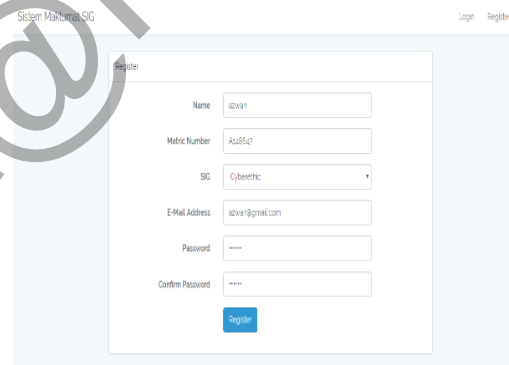 Sistem Maklumat SIG
Login Register
Register
Name azwan
Matric Number A148647
SIG Cyberethic
E-Mail Address azwan@gmail.com
Password ······
Confirm Password ······
Register
@